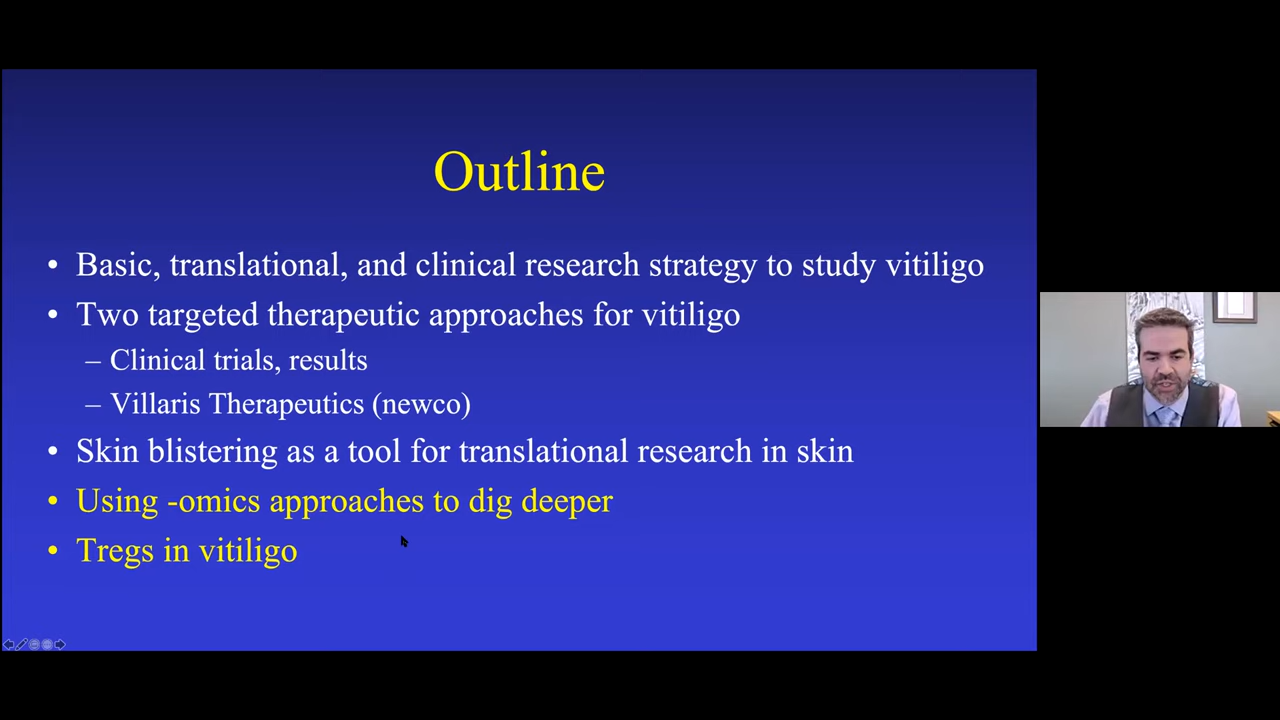 Outline
• Basic, translational, and clinical research strategy to study vitiligo
• Two targeted therapeutic approaches for vitiligo
– Clinical trials, results
– Villaris Therapeutics (newco)
• Skin blistering as a tool for translational research in skin
• Using -omics approaches to dig deeper
• Tregs in vitiligo